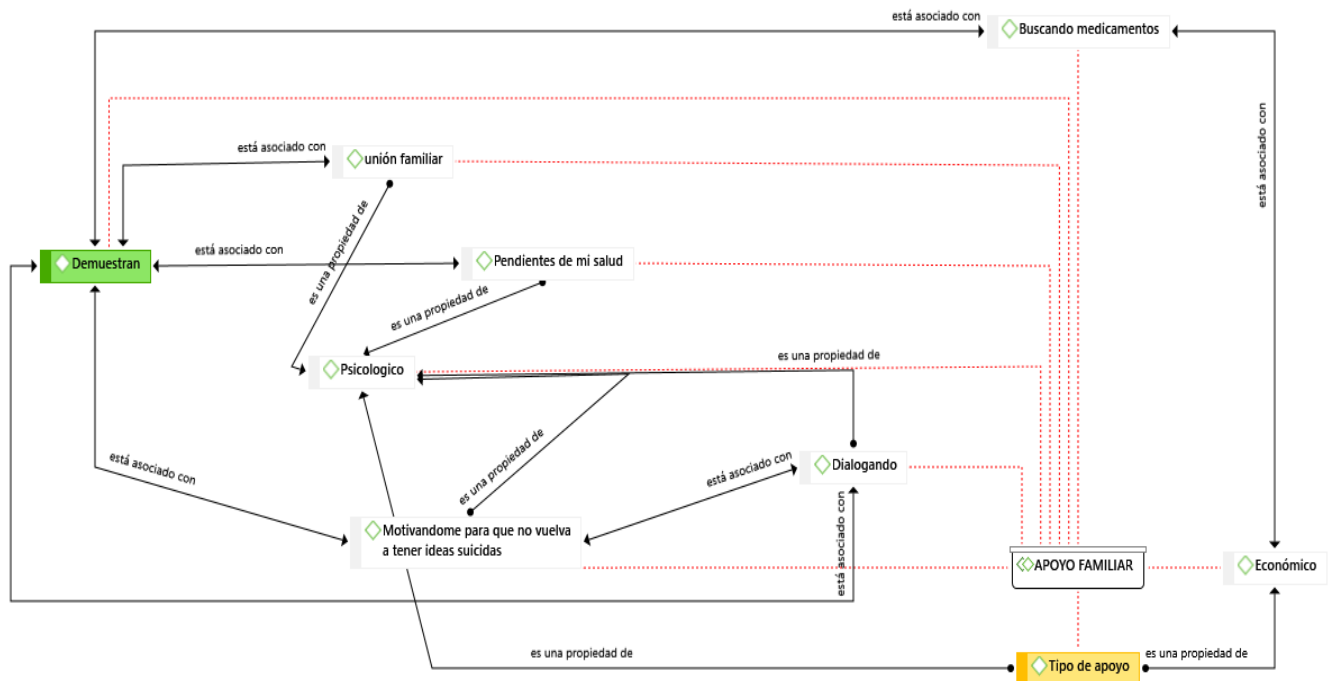 está asociado con
Buscando medicamentos
está asociado con
está asociado con
unión familiar
es una propiedad de
está asociado con
Demuestran
Pendientes de mi salud
es una propiedad de
es una propiedad de
Psicologico
está asociado con
es una propiedad de
está asociado con
Dialogando
está asociado con
Motivandome para que no vuelva
a tener ideas suicidas
APOYO FAMILIAR
Económico
es una propiedad de
Tipo de apoyo
es una propiedad de